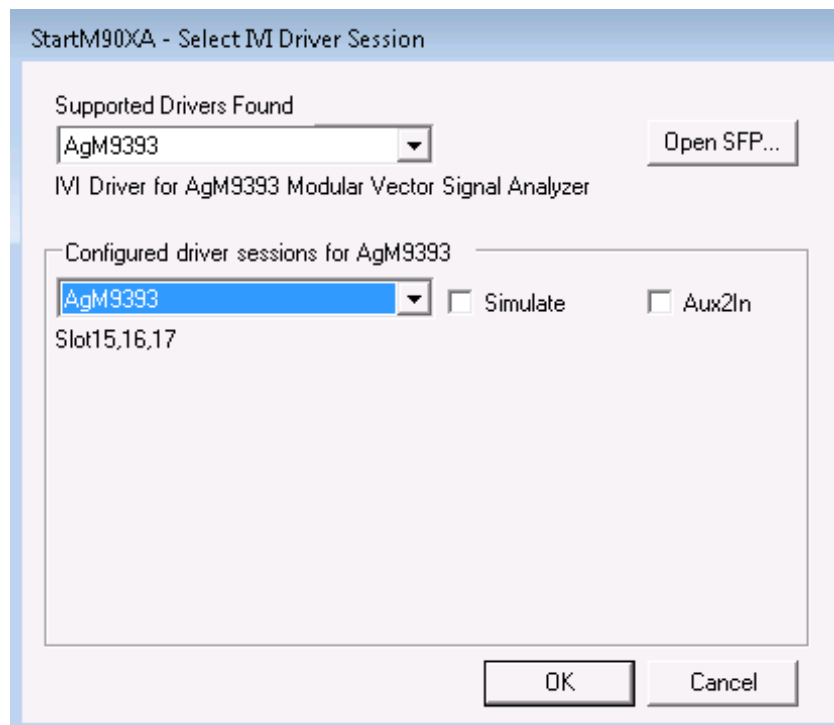 StartM90XA - Select IVI Driver Session
Supported Drivers Found
AgM9393
Open SFP...
IVI Driver for AgM9393 Modular Vector Signal Analyzer
Configured driver sessions for AgM9393
AgM9393
Simulate
Aux2In
Slot15,16,17
OK
Cancel